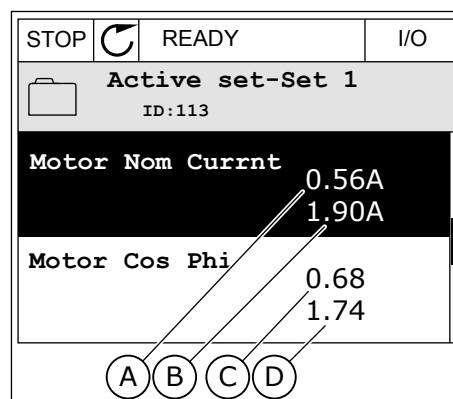 STOP READY I/O
Active set-Set 1
ID:113
Motor Nom Currnt
0.56A
1.90A
Motor Cos Phi
0.68
1.74
A B C D